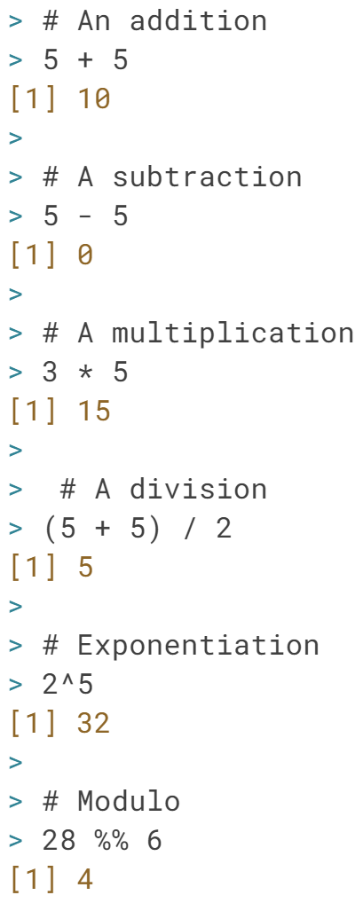 > # An addition
> 5 + 5
[1] 10
>
> # A subtraction
> 5 - 5
[1] 0
>
> # A multiplication
> 3 * 5
[1] 15
>
>  # A division
> (5 + 5) / 2
[1] 5
>
> # Exponentiation
> 2^5
[1] 32
>
> # Modulo
> 28 %% 6
[1] 4